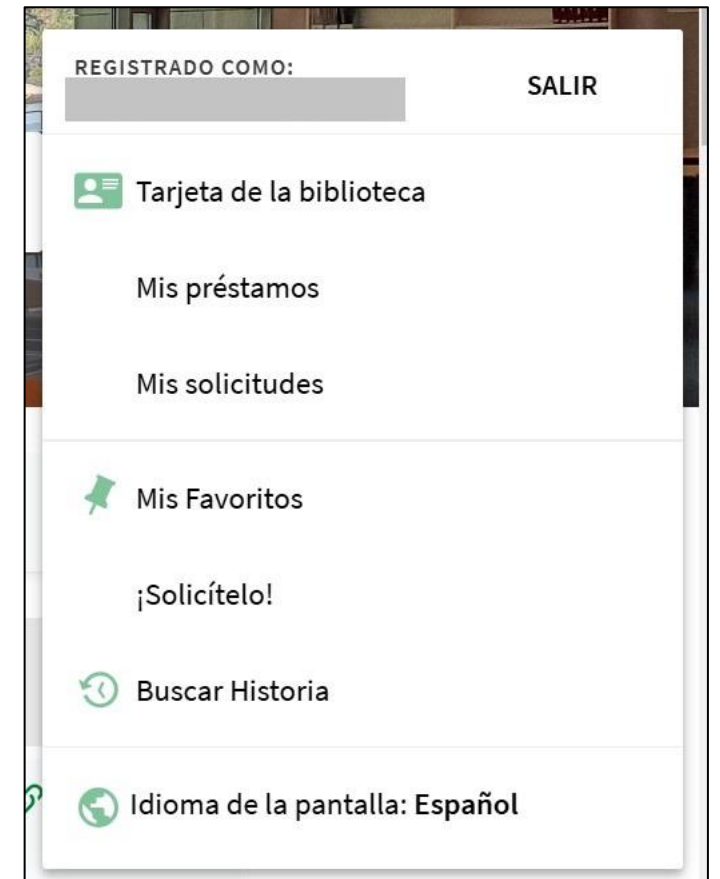 REGISTRADO COMO:
SALIR
Tarjeta de la biblioteca
Mis préstamos
Mis solicitudes
Mis Favoritos
¡Solicítelo!
Buscar Historia
Idioma de la pantalla: Español